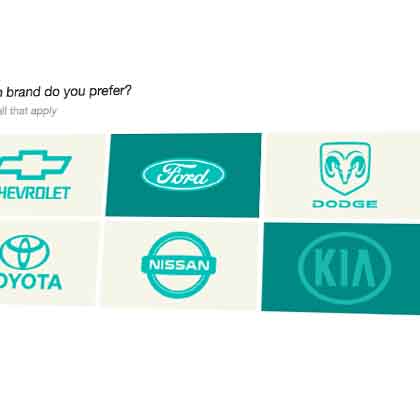 brand do you prefer?
all that apply
HEVROLET
Ford
DODGE
OYOTA
NISSAN
KIA